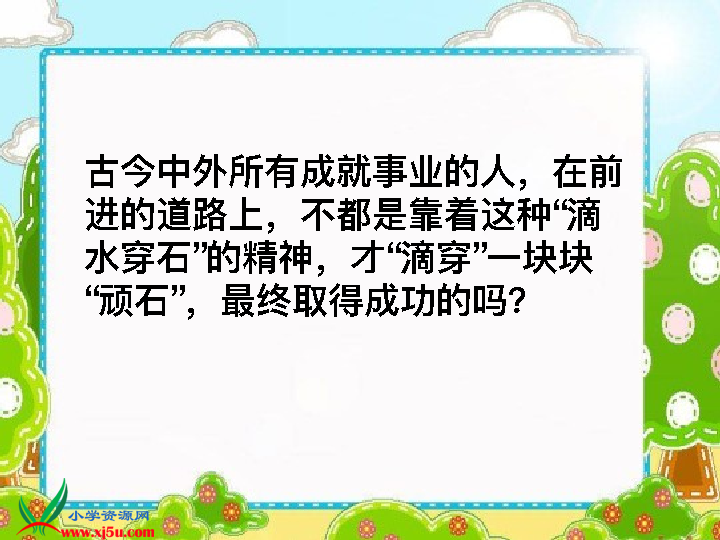 古今中外所有成就事业的人，在前
进的道路上，不都是靠着这种“滴
水穿石”的精神，才“滴穿”一块块
“顽石”，最终取得成功的吗？
小学资源网
www.xj5u.com